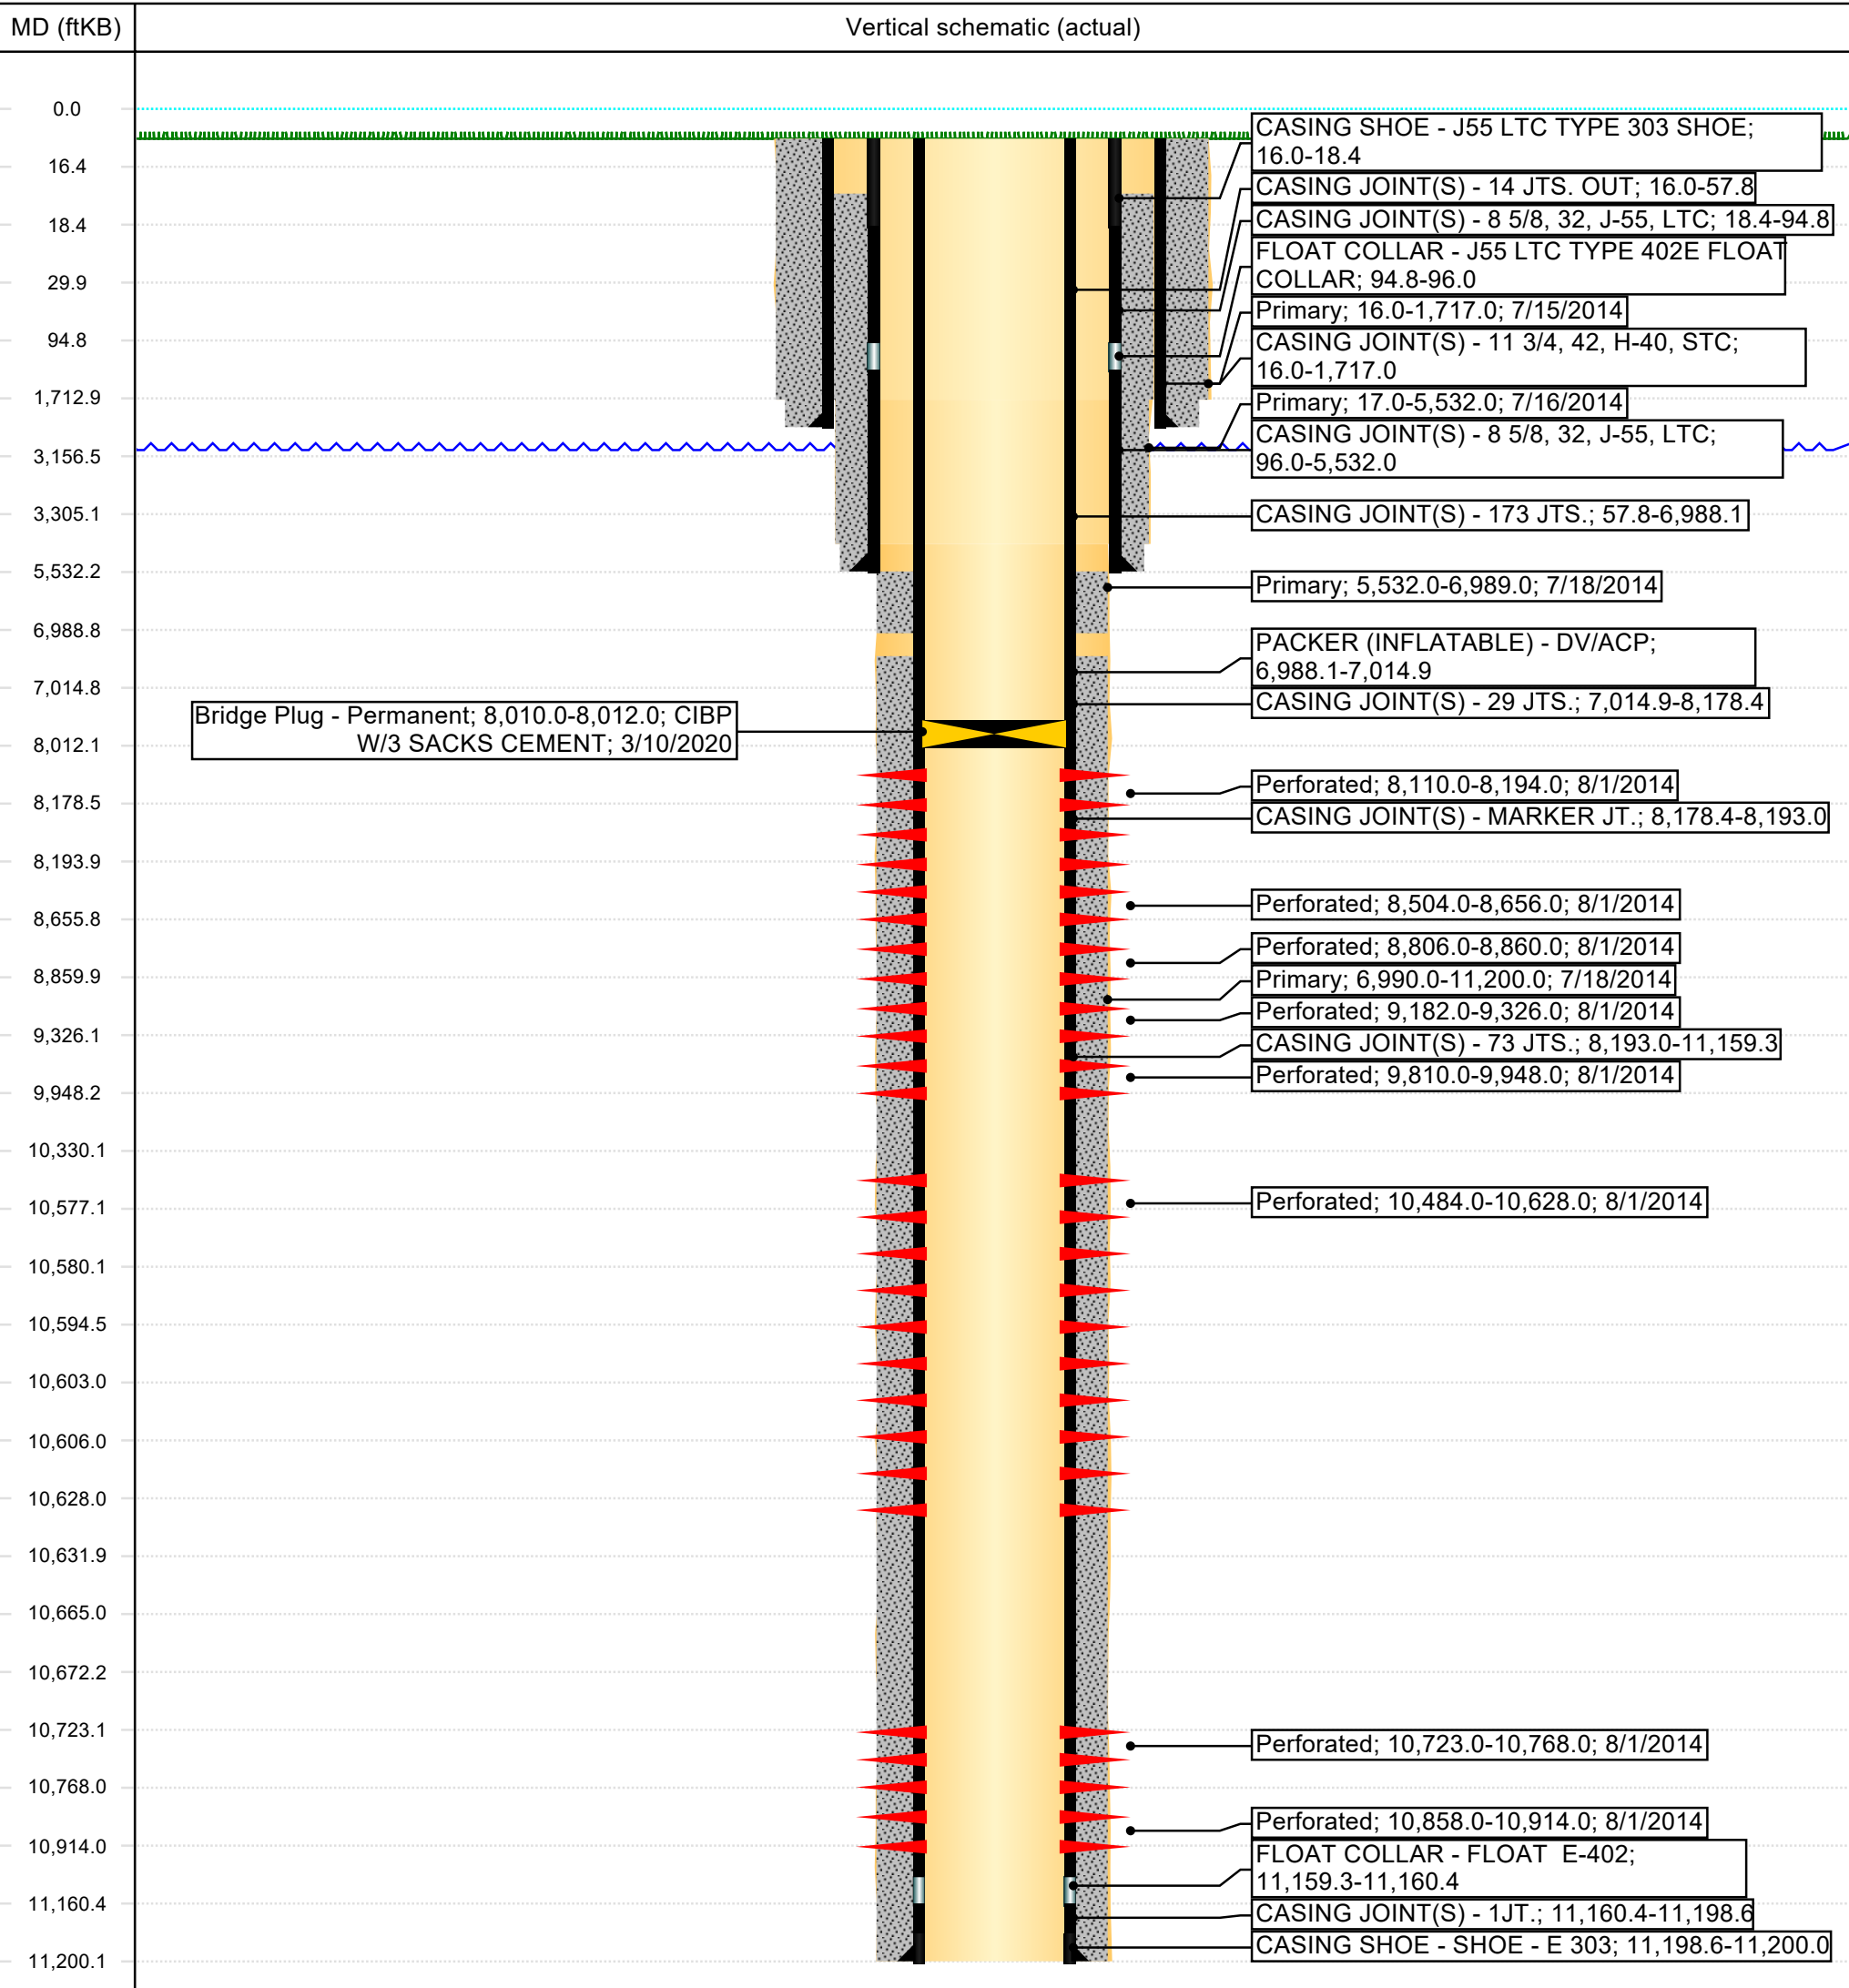 MD (ftKB)
Vertical schematic (actual)
0.0
16.4
18.4
29.9
94.8
1,712.9
3,156.5
3,305.1
5,532.2
6,988.8
7,014.8
8,012.1
8,178.5
8,193.9
8,655.8
8,859.9
9,326.1
9,948.2
10,330.1
10,577.1
10,580.1
10,594.5
10,603.0
10,606.0
10,628.0
10,631.9
10,665.0
10,672.2
10,723.1
10,768.0
10,914.0
11,160.4
11,200.1
Bridge Plug - Permanent; 8,010.0-8,012.0; CIBP
W/3 SACKS CEMENT; 3/10/2020
CASING SHOE - J55 LTC TYPE 303 SHOE;
16.0-18.4
CASING JOINT(S) - 14 JTS. OUT; 16.0-57.8
CASING JOINT(S) - 8 5/8, 32, J-55, LTC; 18.4-94.8
FLOAT COLLAR - J55 LTC TYPE 402E FLOAT
COLLAR; 94.8-96.0
Primary; 16.0-1,717.0; 7/15/2014
CASING JOINT(S) - 11 3/4, 42, H-40, STC;
16.0-1,717.0
Primary; 17.0-5,532.0; 7/16/2014
CASING JOINT(S) - 8 5/8, 32, J-55, LTC;
96.0-5,532.0
CASING JOINT(S) - 173 JTS.; 57.8-6,988.1
Primary; 5,532.0-6,989.0; 7/18/2014
PACKER (INFLATABLE) - DV/ACP;
6,988.1-7,014.9
CASING JOINT(S) - 29 JTS.; 7,014.9-8,178.4
Perforated; 8,110.0-8,194.0; 8/1/2014
CASING JOINT(S) - MARKER JT.; 8,178.4-8,193.0
Perforated; 8,504.0-8,656.0; 8/1/2014
Perforated; 8,806.0-8,860.0; 8/1/2014
Primary; 6,990.0-11,200.0; 7/18/2014
Perforated; 9,182.0-9,326.0; 8/1/2014
CASING JOINT(S) - 73 JTS.; 8,193.0-11,159.3
Perforated; 9,810.0-9,948.0; 8/1/2014
Perforated; 10,484.0-10,628.0; 8/1/2014
Perforated; 10,723.0-10,768.0; 8/1/2014
Perforated; 10,858.0-10,914.0; 8/1/2014
FLOAT COLLAR - FLOAT  E-402;
11,159.3-11,160.4
CASING JOINT(S) - 1JT.; 11,160.4-11,198.6
CASING SHOE - SHOE - E 303; 11,198.6-11,200.0